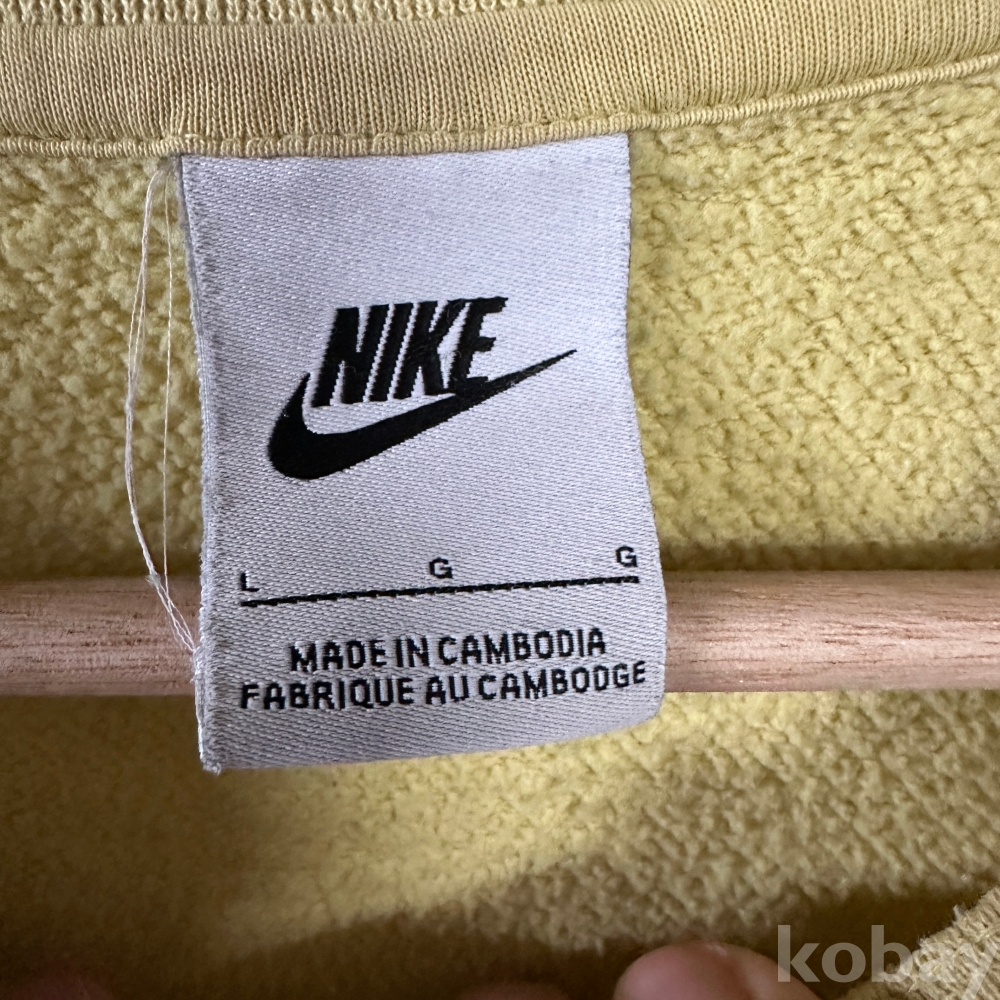 NIKE
L G G
MADE IN CAMBODIA
FABRIQUE AU CAMBODGE
kobay